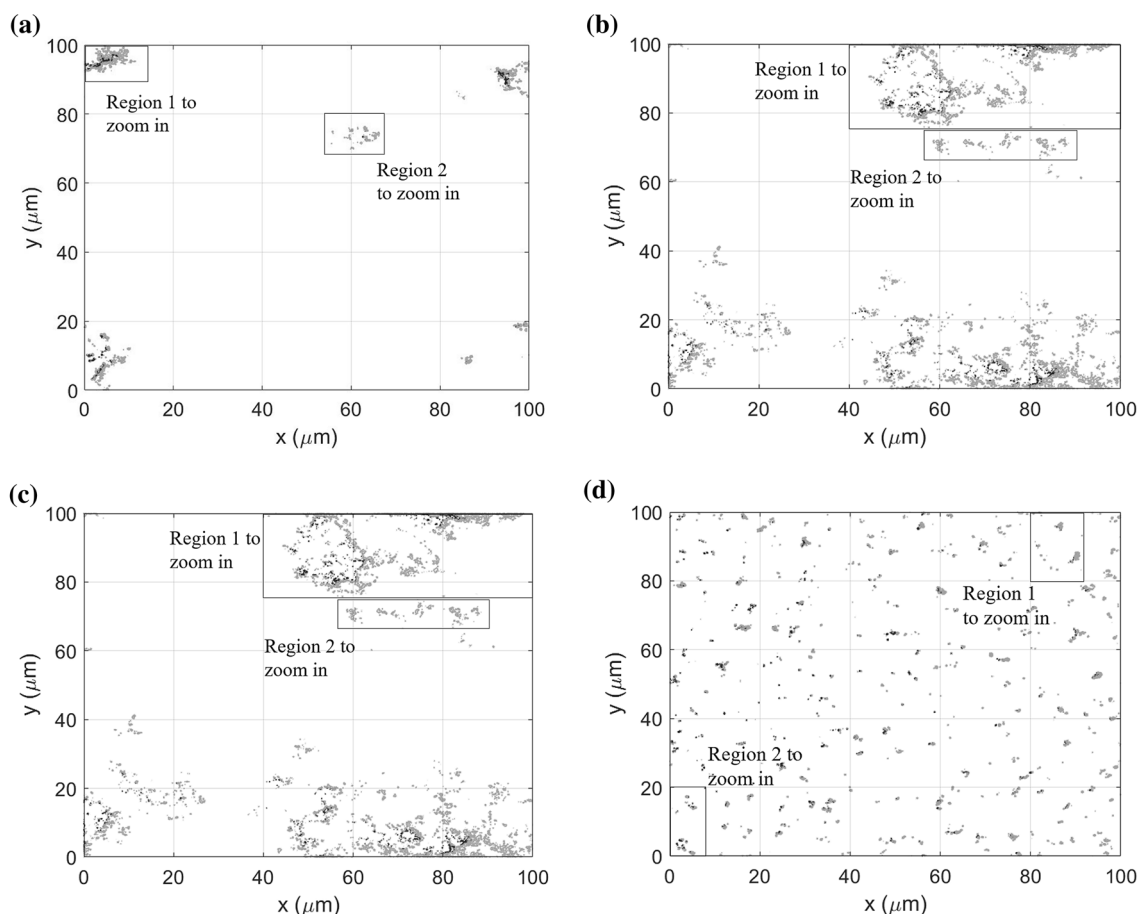 (a)
100
80
60
40
20
0
y (μm)
Region 1 to
zoom in
Region 2
to zoom in
0 20 40 60 80 100
x (μm)
(b)
100
80
60
40
20
0
y (μm)
Region 1 to
zoom in
Region 2 to
zoom in
0 20 40 60 80 100
x (μm)
(c)
100
80
60
40
20
0
y (μm)
Region 1 to
zoom in
Region 2 to
zoom in
0 20 40 60 80 100
x (μm)
(d)
100
80
60
40
20
0
y (μm)
Region 1
to zoom in
Region 2 to
zoom in
0 20 40 60 80 100
x (μm)